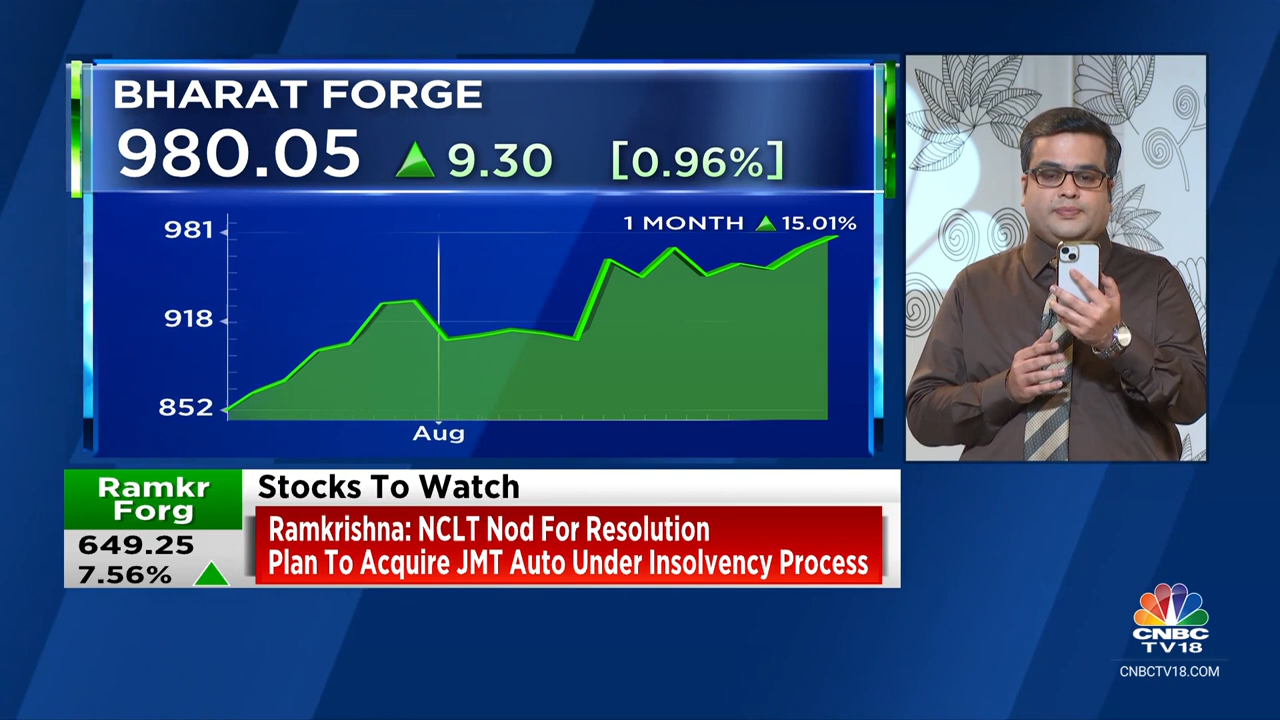 BHARAT FORGE
980.05 ▲ 9.30 [0.96%]
1 MONTH ▲ 15.01%
981
918
852
Aug
Ramkr
Forg
649.25
7.56% ▲
Stocks To Watch
Ramkrishna: NCLT Nod For Resolution
Plan To Acquire JMT Auto Under Insolvency Process
CNBC
TV18
CNBCTV18.COM